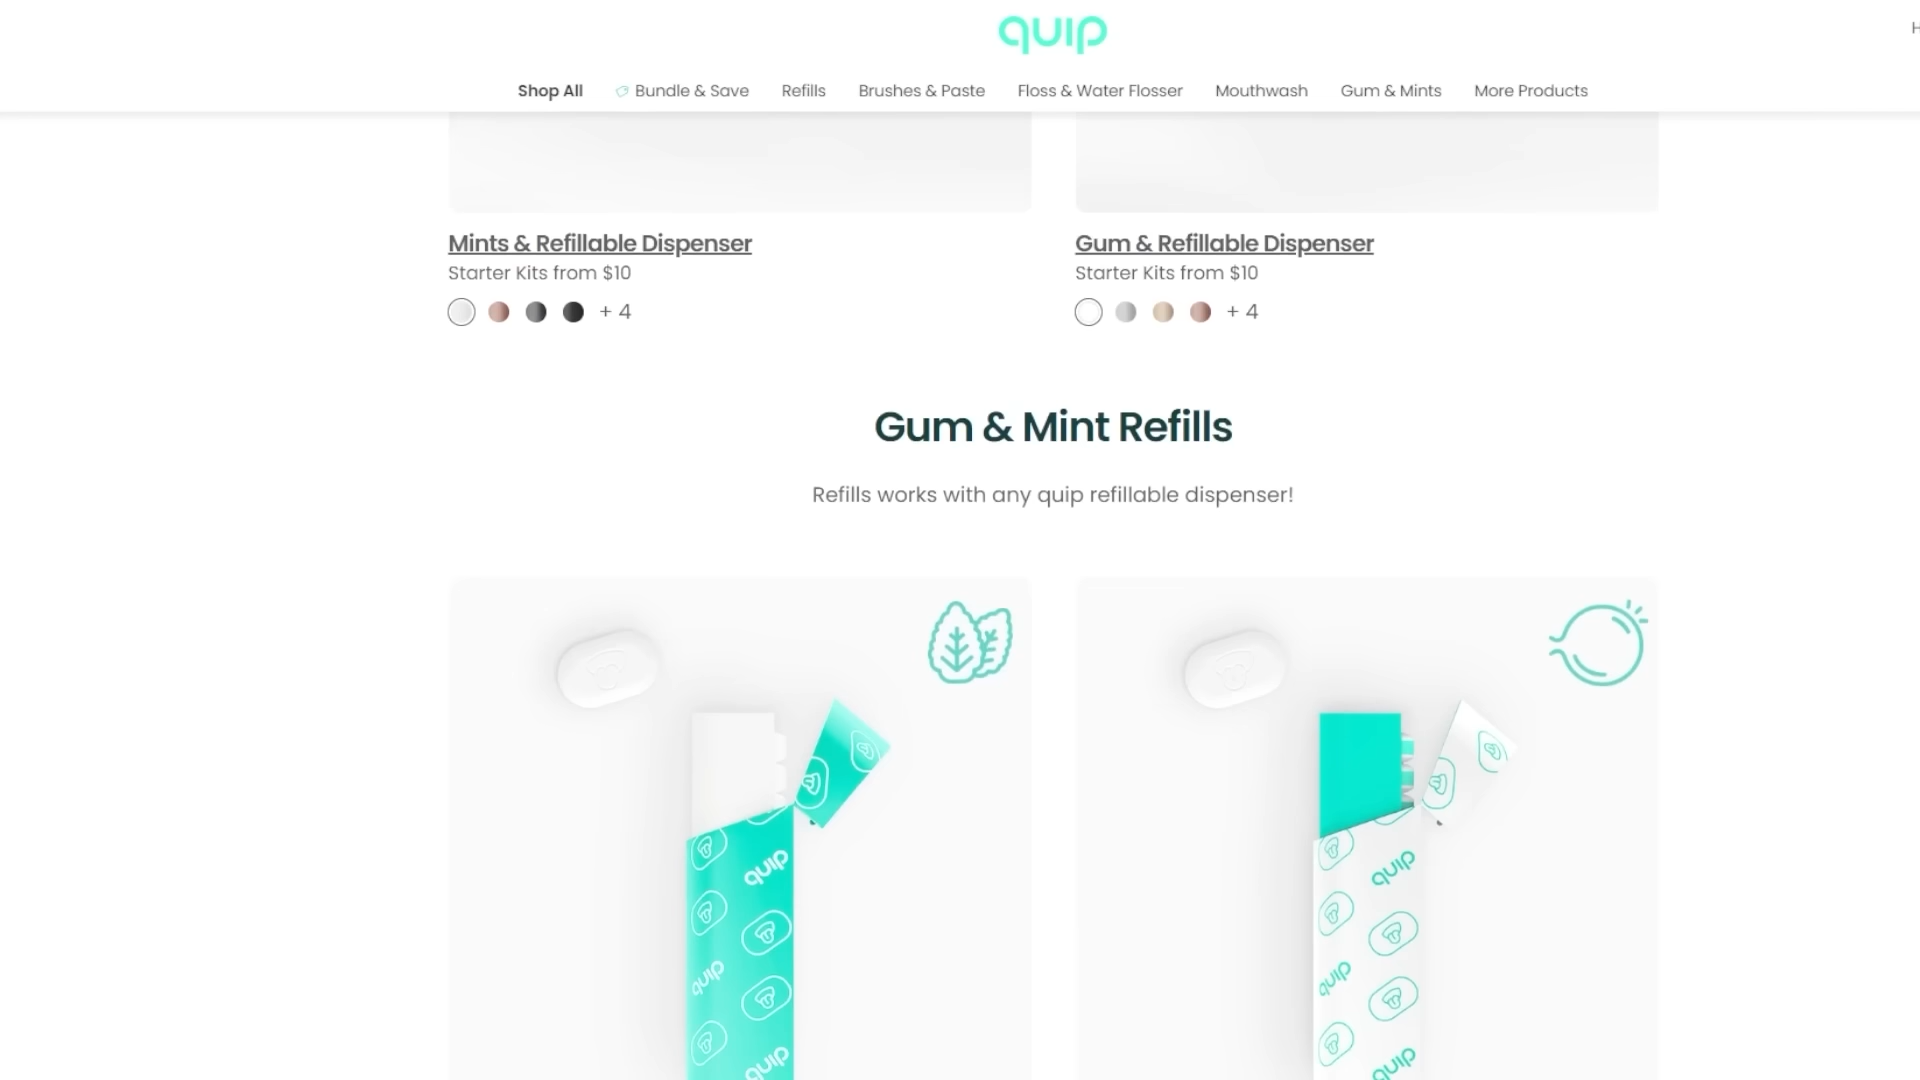 quip
H
Shop All Bundle & Save Refills Brushes & Paste Floss & Water Flosser Mouthwash Gum & Mints More Products
Mints & Refillable Dispenser
Starter Kits from $10
+ 4
Gum & Refillable Dispenser
Starter Kits from $10
+ 4
Gum & Mint Refills
Refills works with any quip refillable dispenser!
quip
quip
quip
quip
quip
quip